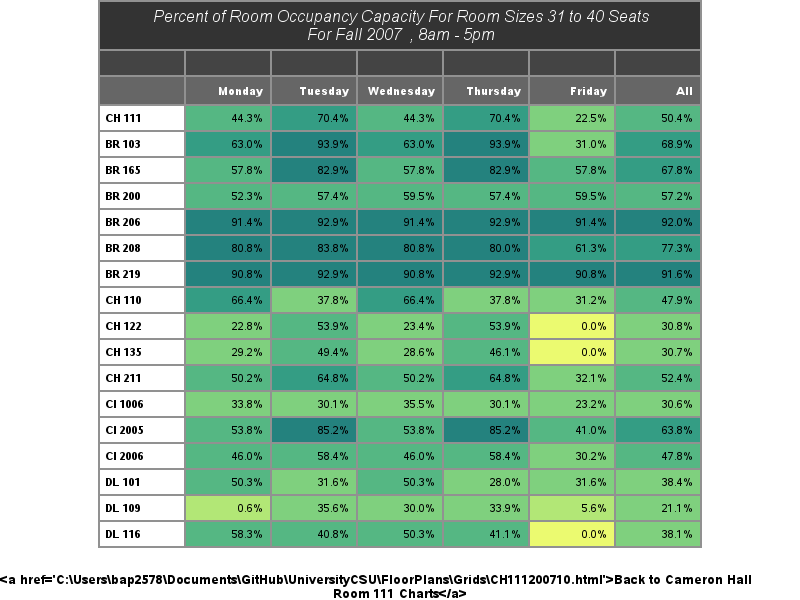 Percent of Room Occupancy Capacity For Room Sizes 31 to 40 Seats
For Fall 2007 , 8am - 5pm
Monday Tuesday Wednesday Thursday Friday All
CH 111 44.3% 70.4% 44.3% 70.4% 22.5% 50.4%
BR 103 63.0% 93.9% 63.0% 93.9% 31.0% 68.9%
BR 165 57.8% 82.9% 57.8% 82.9% 57.8% 67.8%
BR 200 52.3% 57.4% 59.5% 57.4% 59.5% 57.2%
BR 206 91.4% 92.9% 91.4% 92.9% 91.4% 92.0%
BR 208 80.8% 83.8% 80.8% 80.0% 61.3% 77.3%
BR 219 90.8% 92.9% 90.8% 92.9% 90.8% 91.6%
CH 110 66.4% 37.8% 66.4% 37.8% 31.2% 47.9%
CH 122 22.8% 53.9% 23.4% 53.9% 0.0% 30.8%
CH 135 29.2% 49.4% 28.6% 46.1% 0.0% 30.7%
CH 211 50.2% 64.8% 50.2% 64.8% 32.1% 52.4%
CI 1006 33.8% 30.1% 35.5% 30.1% 23.2% 30.6%
CI 2005 53.8% 85.2% 53.8% 85.2% 41.0% 63.8%
CI 2006 46.0% 58.4% 46.0% 58.4% 30.2% 47.8%
DL 101 50.3% 31.6% 50.3% 28.0% 31.6% 38.4%
DL 109 0.6% 35.6% 30.0% 33.9% 5.6% 21.1%
DL 116 58.3% 40.8% 50.3% 41.1% 0.0% 38.1%
<a href='C:\Users\bap2578\Documents\GitHub\UniversityCSU\FloorPlans\Grids\CH111200710.html'>Back to Cameron Hall
Room 111 Charts</a>